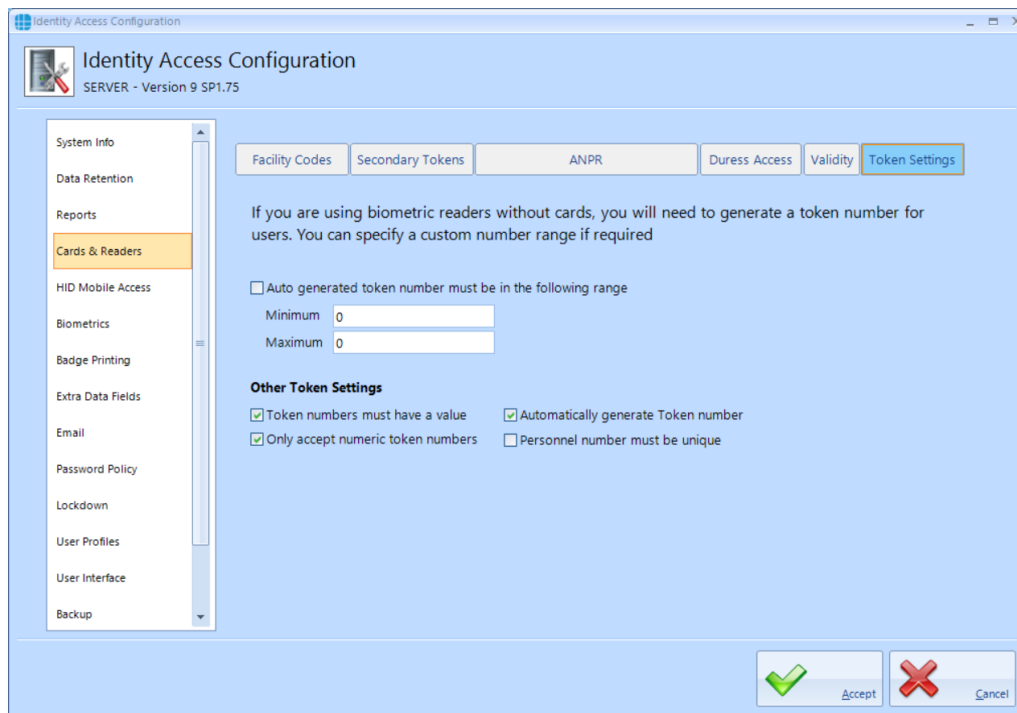 Identity Access Configuration
Identity Access Configuration
SERVER - Version 9 SP1.75
System Info
Data Retention
Reports
Cards & Readers
HID Mobile Access
Biometrics
Badge Printing
Extra Data Fields
Email
Password Policy
Lockdown
User Profiles
User Interface
Backup
Facility Codes Secondary Tokens ANPR Duress Access Validity Token Settings
If you are using biometric readers without cards, you will need to generate a token number for
users. You can specify a custom number range if required
Auto generated token number must be in the following range
Minimum 0
Maximum 0
Other Token Settings
Token numbers must have a value Automatically generate Token number
Only accept numeric token numbers Personnel number must be unique
Accept Cancel